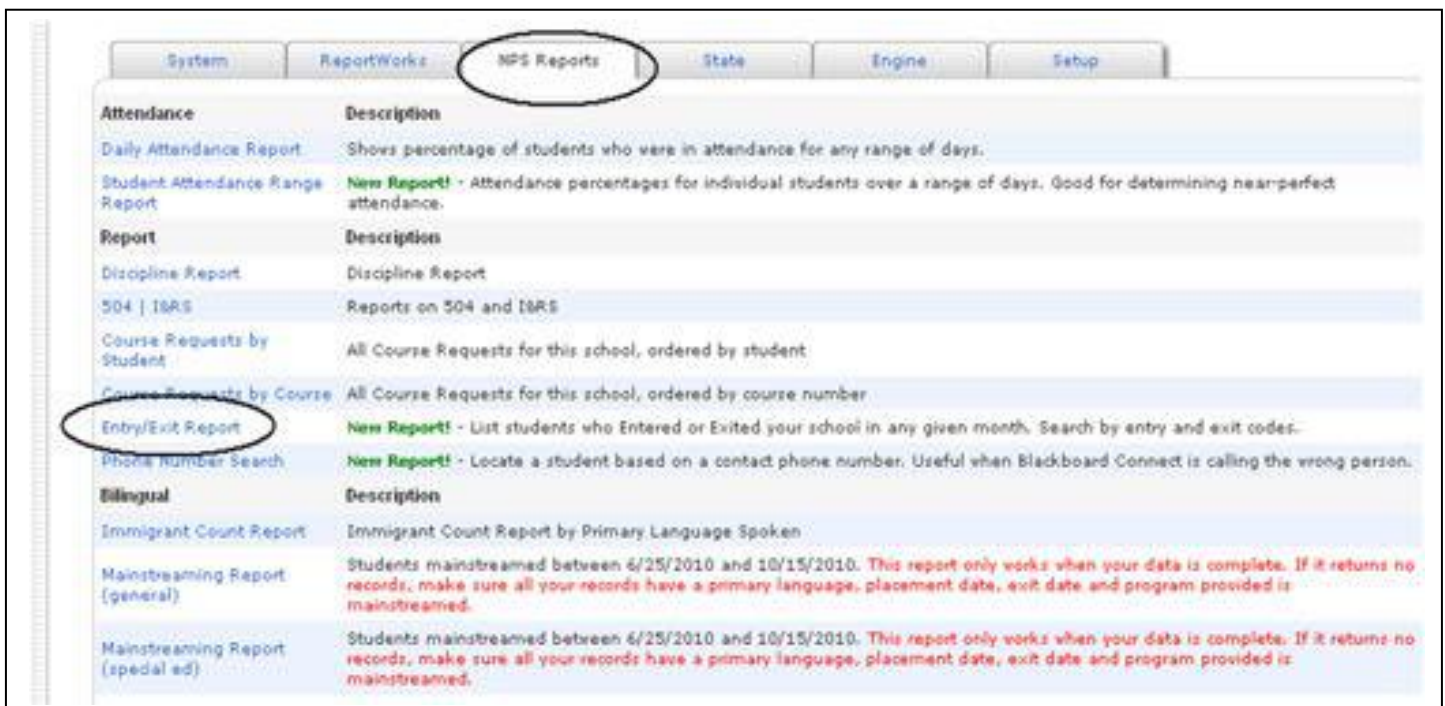 System ReportWorks NPS Reports State Engine Setup
Attendance Description
Daily Attendance Report Shows percentage of students who were in attendance for any range of days.
Student Attendance Range New Report! - Attendance percentages for individual students over a range of days. Good for determining near-perfect
Report attendance.
Report Description
Discipline Report Discipline Report
504 | I&RS Reports on 504 and I&RS
Course Requests by
Student All Course Requests for this school, ordered by student
Course Requests by Course All Course Requests for this school, ordered by course number
Entry/Exit Report New Report! - List students who Entered or Exited your school in any given month. Search by entry and exit codes.
Phone Number Search New Report! - Locate a student based on a contact phone number. Useful when Blackboard Connect is calling the wrong person.
Bilingual Description
Immigrant Count Report Immigrant Count Report by Primary Language Spoken
Mainstreaming Report Students mainstreamed between 6/25/2010 and 10/15/2010. This report only works when your data is complete. If it returns no
(general) records, make sure all your records have a primary language, placement date, exit date and program provided is
mainstreamed.
Mainstreaming Report Students mainstreamed between 6/25/2010 and 10/15/2010. This report only works when your data is complete. If it returns no
(special ed) records, make sure all your records have a primary language, placement date, exit date and program provided is
mainstreamed.